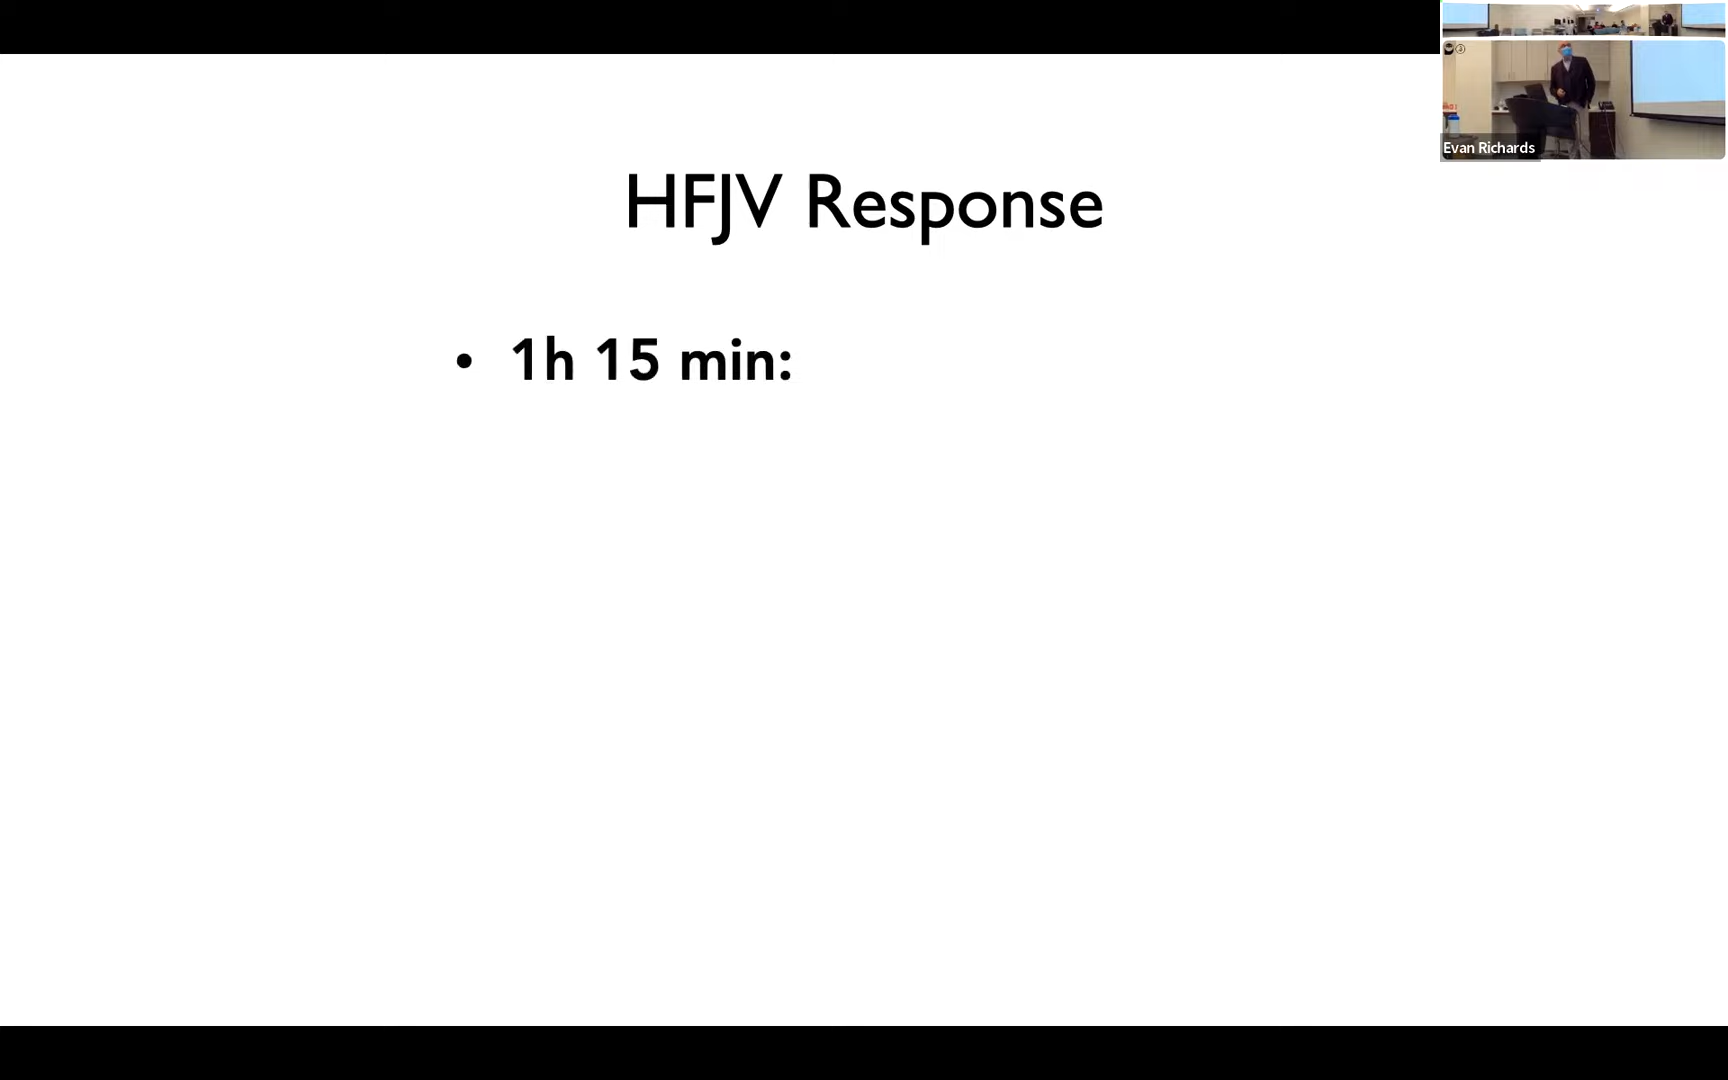 Evan Richards
HFJV Response
• 1h 15 min: